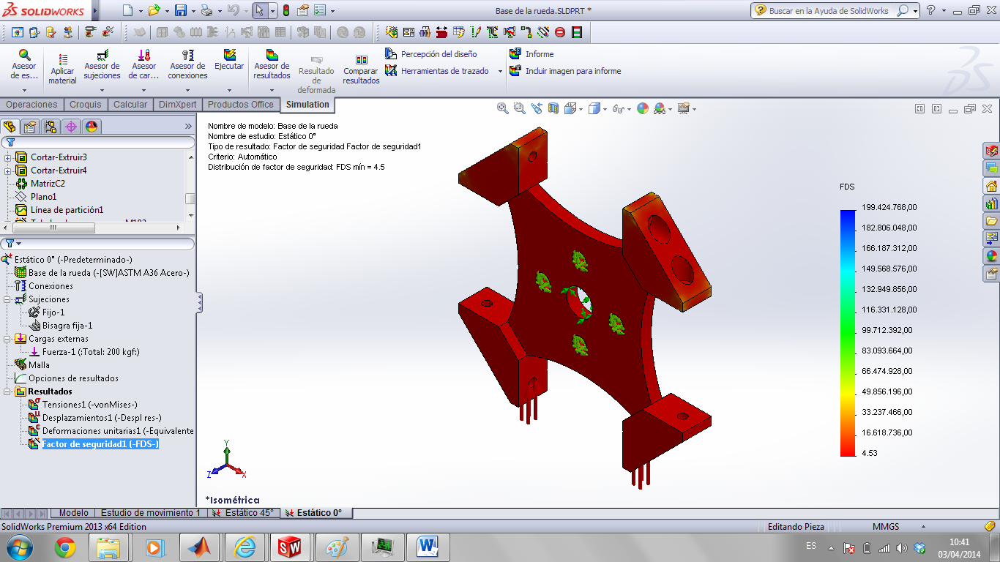 SOLIDWORKS
Base de la rueda.SLDPRT *
Buscar en la Ayuda de SolidWorks
Asesor de es...
Aplicar material
Asesor de sujeciones
Asesor de car...
Asesor de conexiones
Ejecutar
Asesor de resultados
Resultado de deformada
Comparar resultados
Percepción del diseño
Herramientas de trazado
Informe
Incluir imagen para informe
Operaciones
Croquis
Calcular
DimXpert
Productos Office
Simulation
Cortar-Extruir3
Cortar-Extruir4
MatrizC2
Plano1
Línea de partición1
Estático 0° (-Predeterminado-)
Base de la rueda (-[SW]ASTM A36 Acero-)
Conexiones
Sujeciones
Fijo-1
Bisagra fija-1
Cargas externas
Fuerza-1 (:Total: 200 kgf:)
Malla
Opciones de resultados
Resultados
Tensiones1 (-vonMises-)
Desplazamientos1 (-Despl res-)
Deformaciones unitarias1 (-Equivalente
Factor de seguridad1 (-FDS-)
Nombre de modelo: Base de la rueda
Nombre de estudio: Estático 0°
Tipo de resultado: Factor de seguridad Factor de seguridad1
Criterio: Automático
Distribución de factor de seguridad: FDS mín = 4.5
FDS
199.424.768,00
182.806.048,00
166.187.312,00
149.568.576,00
132.949.856,00
116.331.128,00
99.712.392,00
83.093.664,00
66.474.928,00
49.856.196,00
33.237.466,00
16.618.736,00
4.53
Y
Z
X
*Isométrica
Modelo
Estudio de movimiento 1
Estático 45°
Estático 0°
SolidWorks Premium 2013 x64 Edition
Editando Pieza
MMGS
ES
10:41
03/04/2014